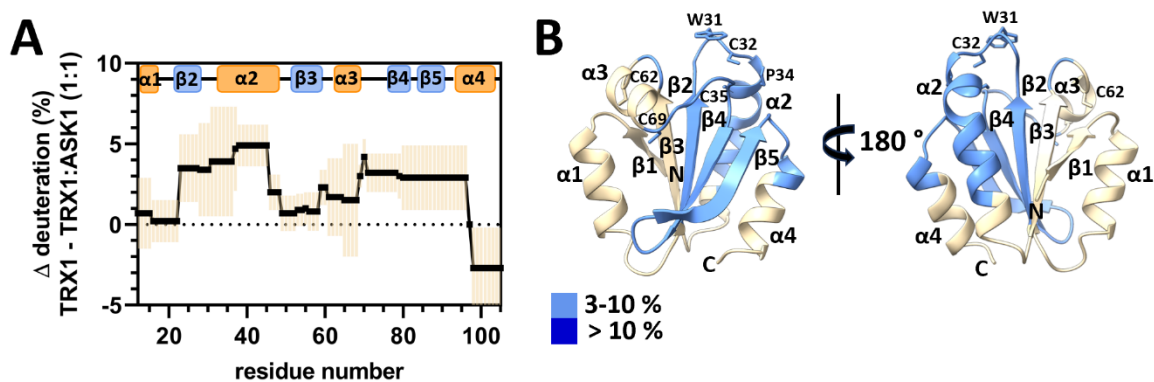 A
Δ deuteration (%)
TRX1 - TRX1:ASK1 (1:1)
10
5
0
-5
α1 β2 α2 β3 α3 β4 β5 α4
20 40 60 80 100
residue number
B
W31
C32
α3
C62
β2
P34
C35
α2
C69
β4
β1
β3
β5
N
α1
α4
C
180 °
W31
C32
β2
α3
α2
C62
β4
β3
β1
α1
N
α4
C
3-10 %
> 10 %